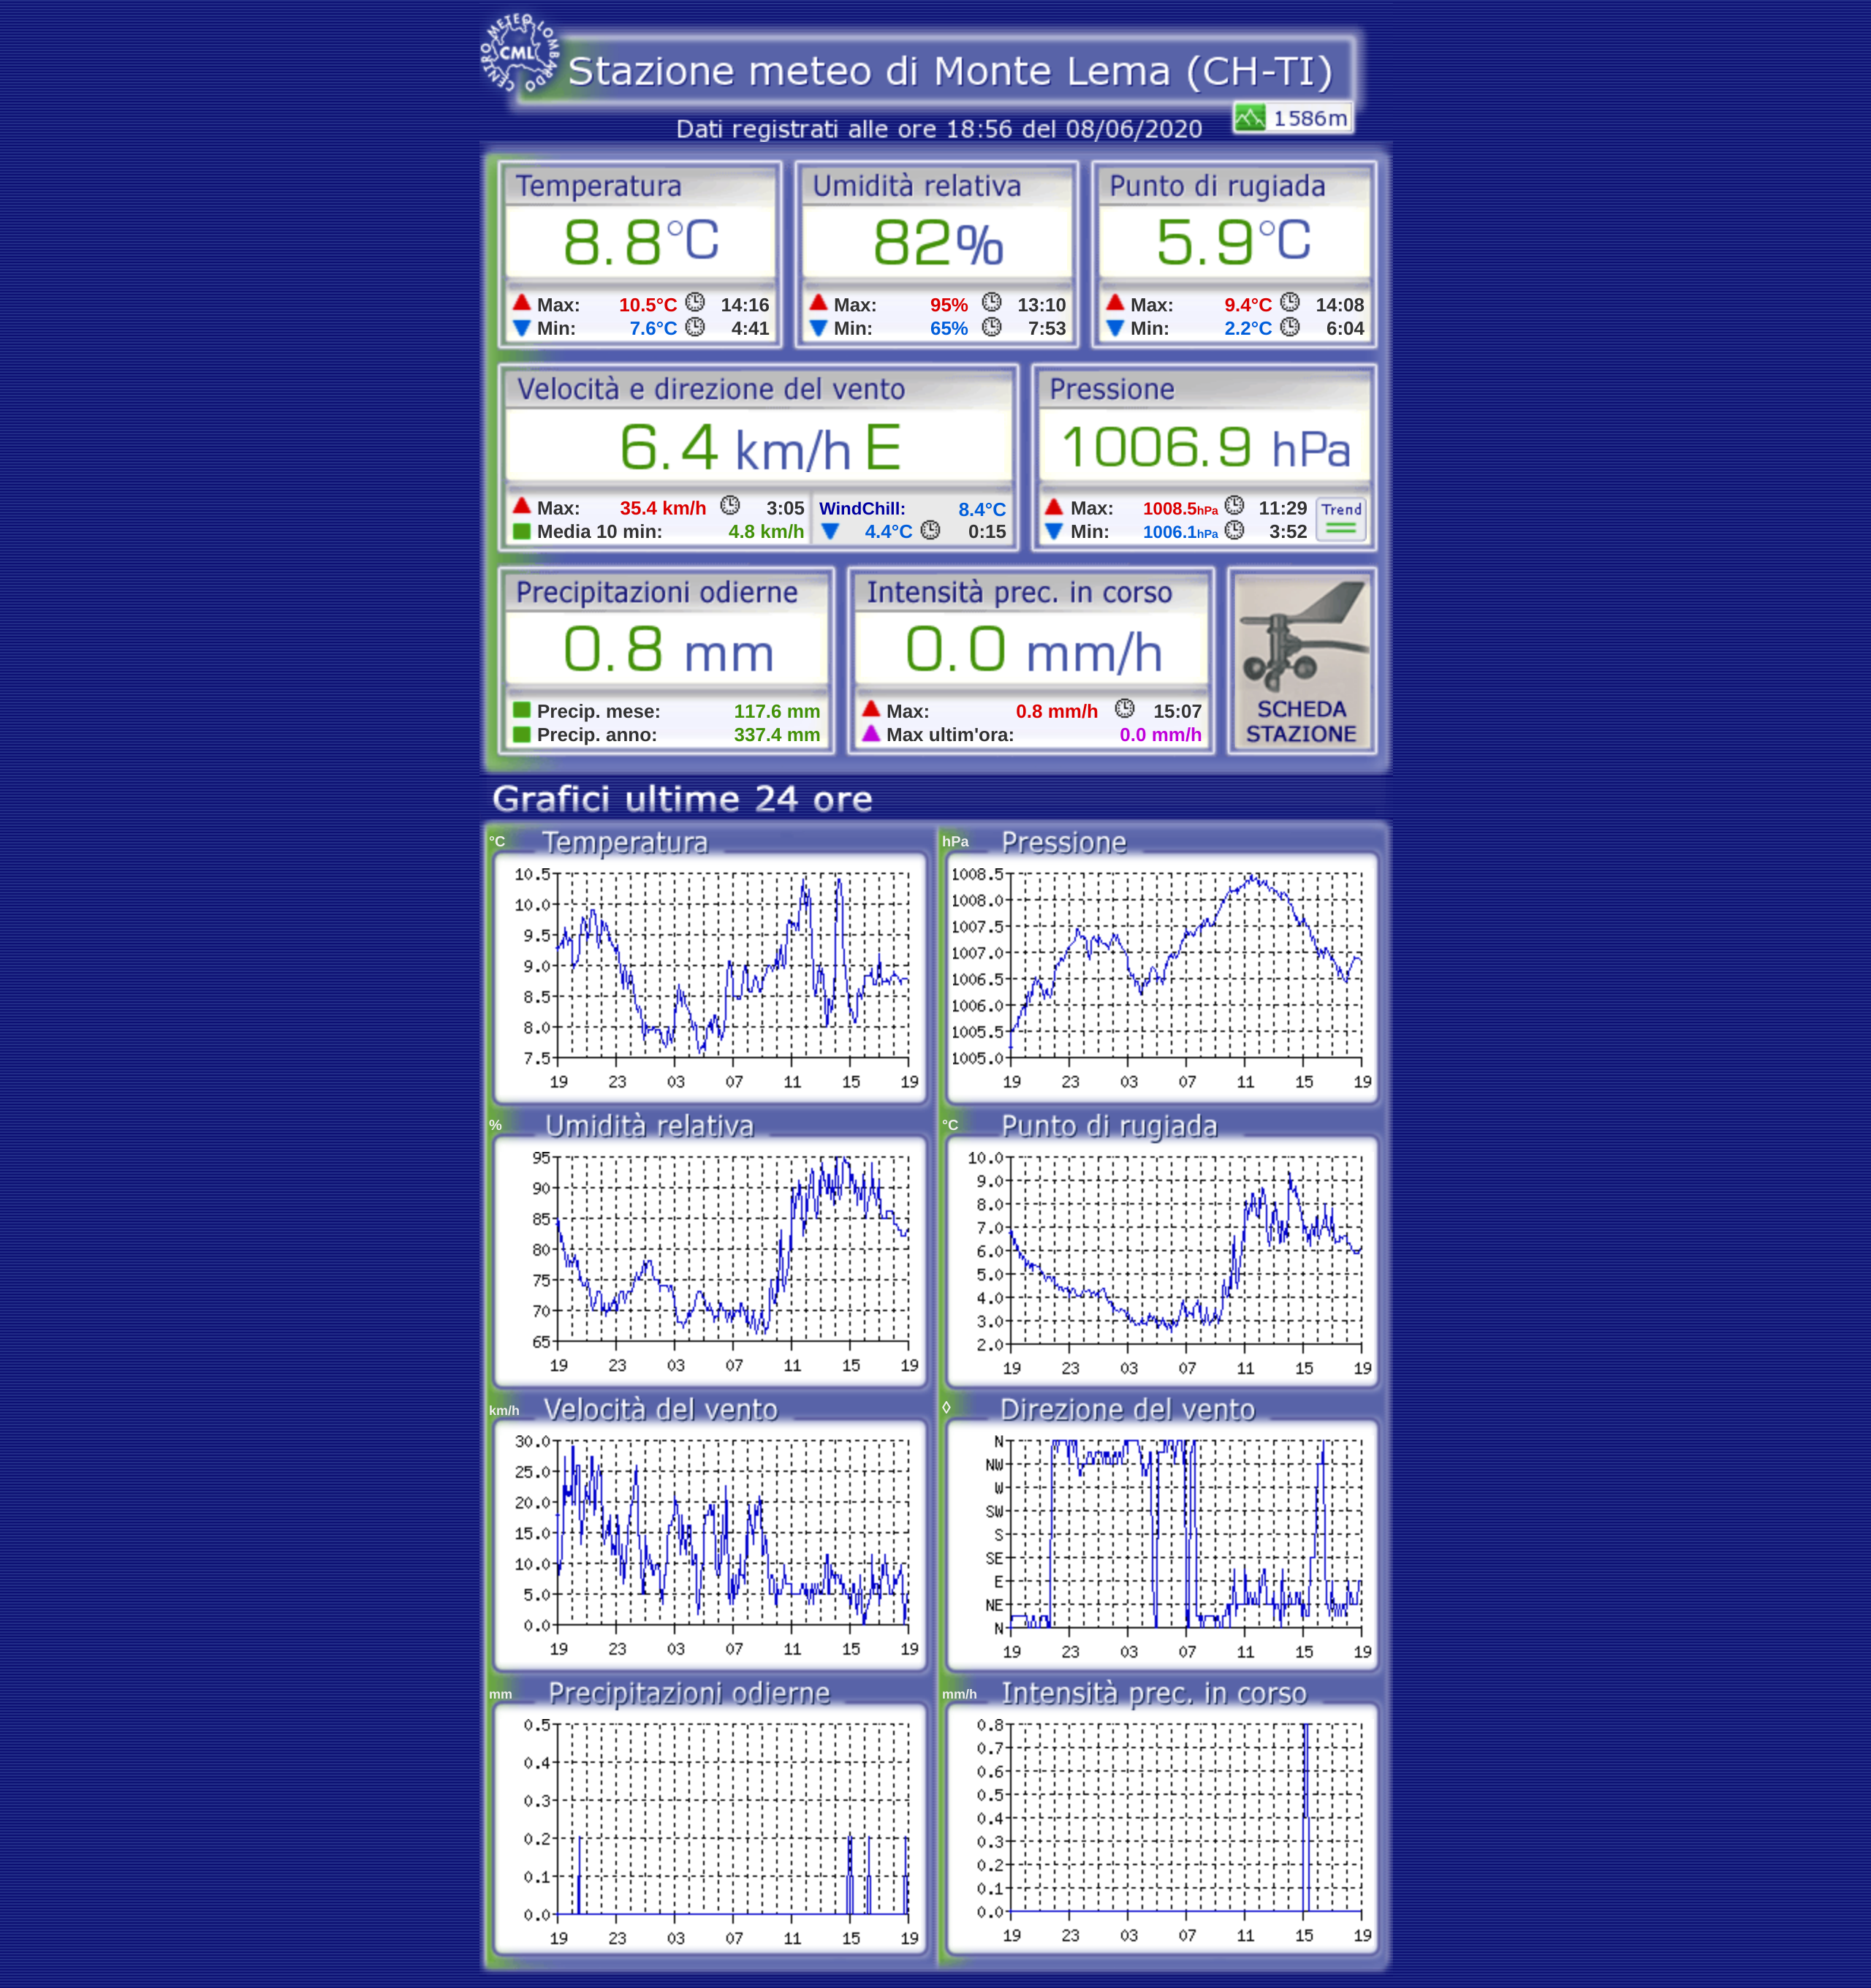 CENTRO METEO LOMBARDO
CML
Stazione meteo di Monte Lema (CH-TI)
1586m
Dati registrati alle ore 18:56 del 08/06/2020
Temperatura Umidità relativa Punto di rugiada
8.8°C 82% 5.9°C
Max: 10.5°C 14:16 Max: 95% 13:10 Max: 9.4°C 14:08
Min: 7.6°C 4:41 Min: 65% 7:53 Min: 2.2°C 6:04
Velocità e direzione del vento Pressione
6.4 km/h E 1006.9 hPa
Max: 35.4 km/h 3:05 WindChill: 8.4°C Max: 1008.5hPa 11:29 Trend
Media 10 min: 4.8 km/h 4.4°C 0:15 Min: 1006.1hPa 3:52
Precipitazioni odierne Intensità prec. in corso
0.8 mm 0.0 mm/h
Precip. mese: 117.6 mm Max: 0.8 mm/h 15:07 SCHEDA
Precip. anno: 337.4 mm Max ultim'ora: 0.0 mm/h STAZIONE
Grafici ultime 24 ore
°C Temperatura
10.5
10.0
9.5
9.0
8.5
8.0
7.5
19 23 03 07 11 15 19
hPa Pressione
1008.5
1008.0
1007.5
1007.0
1006.5
1006.0
1005.5
1005.0
19 23 03 07 11 15 19
% Umidità relativa
95
90
85
80
75
70
65
19 23 03 07 11 15 19
°C Punto di rugiada
10.0
9.0
8.0
7.0
6.0
5.0
4.0
3.0
2.0
19 23 03 07 11 15 19
km/h Velocità del vento
30.0
25.0
20.0
15.0
10.0
5.0
0.0
19 23 03 07 11 15 19
◊ Direzione del vento
N
NW
W
SW
S
SE
E
NE
N
19 23 03 07 11 15 19
mm Precipitazioni odierne
0.5
0.4
0.3
0.2
0.1
0.0
19 23 03 07 11 15 19
mm/h Intensità prec. in corso
0.8
0.7
0.6
0.5
0.4
0.3
0.2
0.1
0.0
19 23 03 07 11 15 19